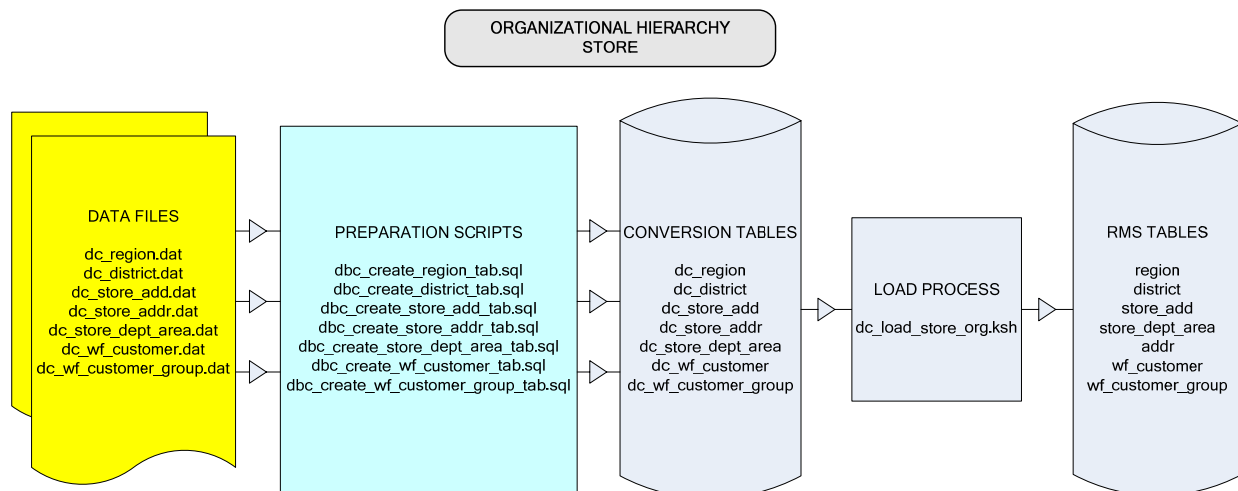 ORGANIZATIONAL HIERARCHY
STORE
DATA FILES
dc_region.dat
dc_district.dat
dc_store_add.dat
dc_store_addr.dat
dc_store_dept_area.dat
dc_wf_customer.dat
dc_wf_customer_group.dat
PREPARATION SCRIPTS
dbc_create_region_tab.sql
dbc_create_district_tab.sql
dbc_create_store_add_tab.sql
dbc_create_store_addr_tab.sql
dbc_create_store_dept_area_tab.sql
dbc_create_wf_customer_tab.sql
dbc_create_wf_customer_group_tab.sql
CONVERSION TABLES
dc_region
dc_district
dc_store_add
dc_store_addr
dc_store_dept_area
dc_wf_customer
dc_wf_customer_group
LOAD PROCESS
dc_load_store_org.ksh
RMS TABLES
region
district
store_add
store_dept_area
addr
wf_customer
wf_customer_group